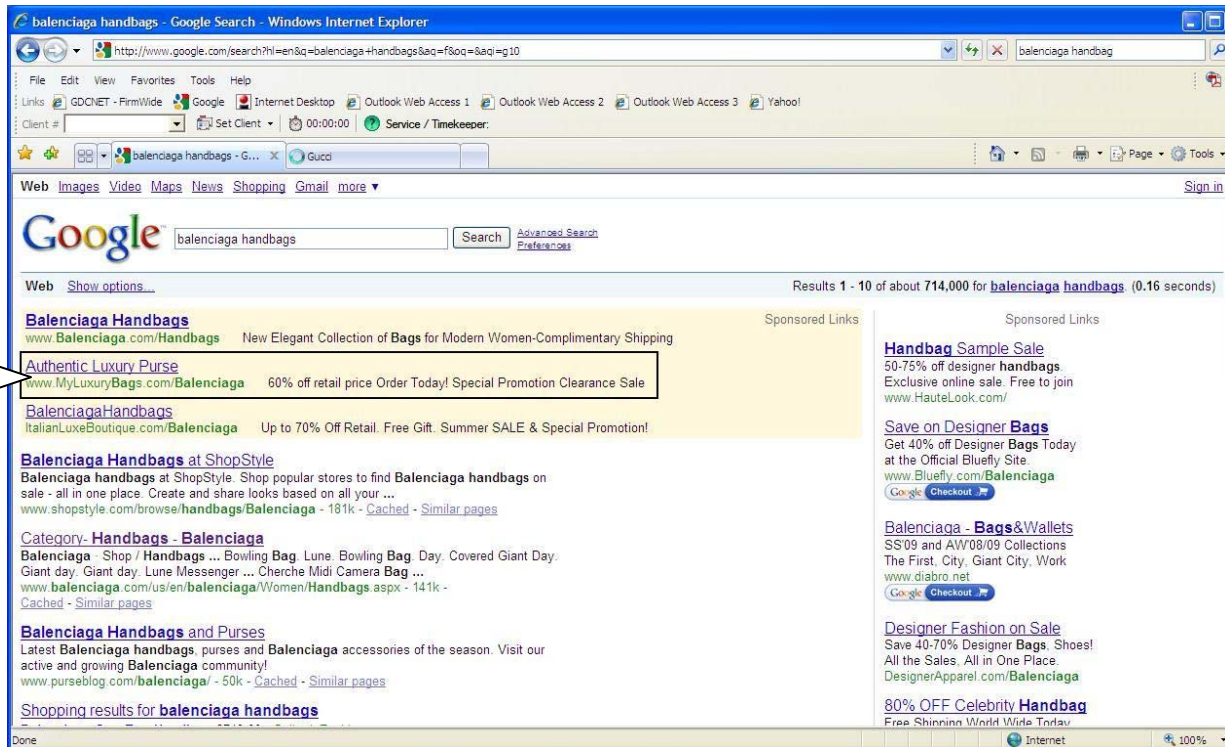 balenciaga handbags - Google Search - Windows Internet Explorer
http://www.google.com/search?hl=en&q=balenciaga+handbags&aq=f&oq=&aqi=g10
balenciaga handbag
File Edit View Favorites Tools Help
Links GDCNET - FirmWide Google Internet Desktop Outlook Web Access 1 Outlook Web Access 2 Outlook Web Access 3 Yahoo!
Client # Set Client 00:00:00 Service / Timekeeper:
balenciaga handbags - G... Gucci
Page Tools
Web Images Video Maps News Shopping Gmail more
Sign in
Google balenciaga handbags Search Advanced Search
Preferences
Web Show options... Results 1 - 10 of about 714,000 for balenciaga handbags. (0.16 seconds)
Balenciaga Handbags
www.Balenciaga.com/Handbags New Elegant Collection of Bags for Modern Women-Complimentary Shipping
Sponsored Links
Authentic Luxury Purse
www.MyLuxuryBags.com/Balenciaga 60% off retail price Order Today! Special Promotion Clearance Sale
BalenciagaHandbags
ItalianLuxeBoutique.com/Balenciaga Up to 70% Off Retail. Free Gift. Summer SALE & Special Promotion!
Balenciaga Handbags at ShopStyle
Balenciaga handbags at ShopStyle. Shop popular stores to find Balenciaga handbags on
sale - all in one place. Create and share looks based on all your ...
www.shopstyle.com/browse/handbags/Balenciaga - 181k - Cached - Similar pages
Category- Handbags - Balenciaga
Balenciaga - Shop / Handbags ... Bowling Bag. Lune. Bowling Bag. Day. Covered Giant Day.
Giant day. Giant day. Lune Messenger ... Cherche Midi Camera Bag ...
www.balenciaga.com/us/en/balenciaga/Women/Handbags.aspx - 141k -
Cached - Similar pages
Balenciaga Handbags and Purses
Latest Balenciaga handbags, purses and Balenciaga accessories of the season. Visit our
active and growing Balenciaga community!
www.purseblog.com/balenciaga/ - 50k - Cached - Similar pages
Shopping results for balenciaga handbags
Sponsored Links
Handbag Sample Sale
50-75% off designer handbags.
Exclusive online sale. Free to join
www.HauteLook.com/
Save on Designer Bags
Get 40% off Designer Bags Today
at the Official Bluefly Site.
www.Bluefly.com/Balenciaga
Google Checkout
Balenciaga - Bags&Wallets
SS'09 and AW'08/09 Collections
The First, City, Giant City, Work
www.diabro.net
Google Checkout
Designer Fashion on Sale
Save 40-70% Designer Bags, Shoes!
All the Sales, All in One Place.
DesignerApparel.com/Balenciaga
80% OFF Celebrity Handbag
Free Shipping World Wide Today
Done Internet 100%